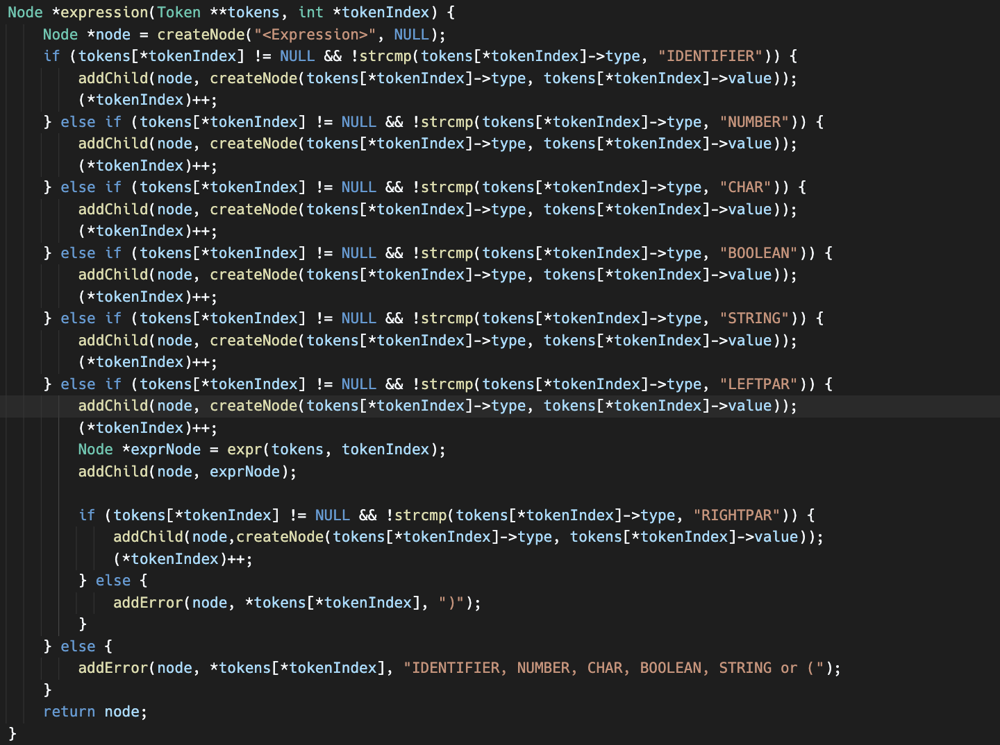 Node *expression(Token **tokens, int *tokenIndex) {
    Node *node = createNode("<Expression>", NULL);
    if (tokens[*tokenIndex] != NULL && !strcmp(tokens[*tokenIndex]->type, "IDENTIFIER")) {
        addChild(node, createNode(tokens[*tokenIndex]->type, tokens[*tokenIndex]->value));
        (*tokenIndex)++;
    } else if (tokens[*tokenIndex] != NULL && !strcmp(tokens[*tokenIndex]->type, "NUMBER")) {
        addChild(node, createNode(tokens[*tokenIndex]->type, tokens[*tokenIndex]->value));
        (*tokenIndex)++;
    } else if (tokens[*tokenIndex] != NULL && !strcmp(tokens[*tokenIndex]->type, "CHAR")) {
        addChild(node, createNode(tokens[*tokenIndex]->type, tokens[*tokenIndex]->value));
        (*tokenIndex)++;
    } else if (tokens[*tokenIndex] != NULL && !strcmp(tokens[*tokenIndex]->type, "BOOLEAN")) {
        addChild(node, createNode(tokens[*tokenIndex]->type, tokens[*tokenIndex]->value));
        (*tokenIndex)++;
    } else if (tokens[*tokenIndex] != NULL && !strcmp(tokens[*tokenIndex]->type, "STRING")) {
        addChild(node, createNode(tokens[*tokenIndex]->type, tokens[*tokenIndex]->value));
        (*tokenIndex)++;
    } else if (tokens[*tokenIndex] != NULL && !strcmp(tokens[*tokenIndex]->type, "LEFTPAR")) {
        addChild(node, createNode(tokens[*tokenIndex]->type, tokens[*tokenIndex]->value));
        (*tokenIndex)++;
        Node *exprNode = expr(tokens, tokenIndex);
        addChild(node, exprNode);

        if (tokens[*tokenIndex] != NULL && !strcmp(tokens[*tokenIndex]->type, "RIGHTPAR")) {
            addChild(node,createNode(tokens[*tokenIndex]->type, tokens[*tokenIndex]->value));
            (*tokenIndex)++;
        } else {
            addError(node, *tokens[*tokenIndex], ")");
        }
    } else {
        addError(node, *tokens[*tokenIndex], "IDENTIFIER, NUMBER, CHAR, BOOLEAN, STRING or (");
    }
    return node;
}